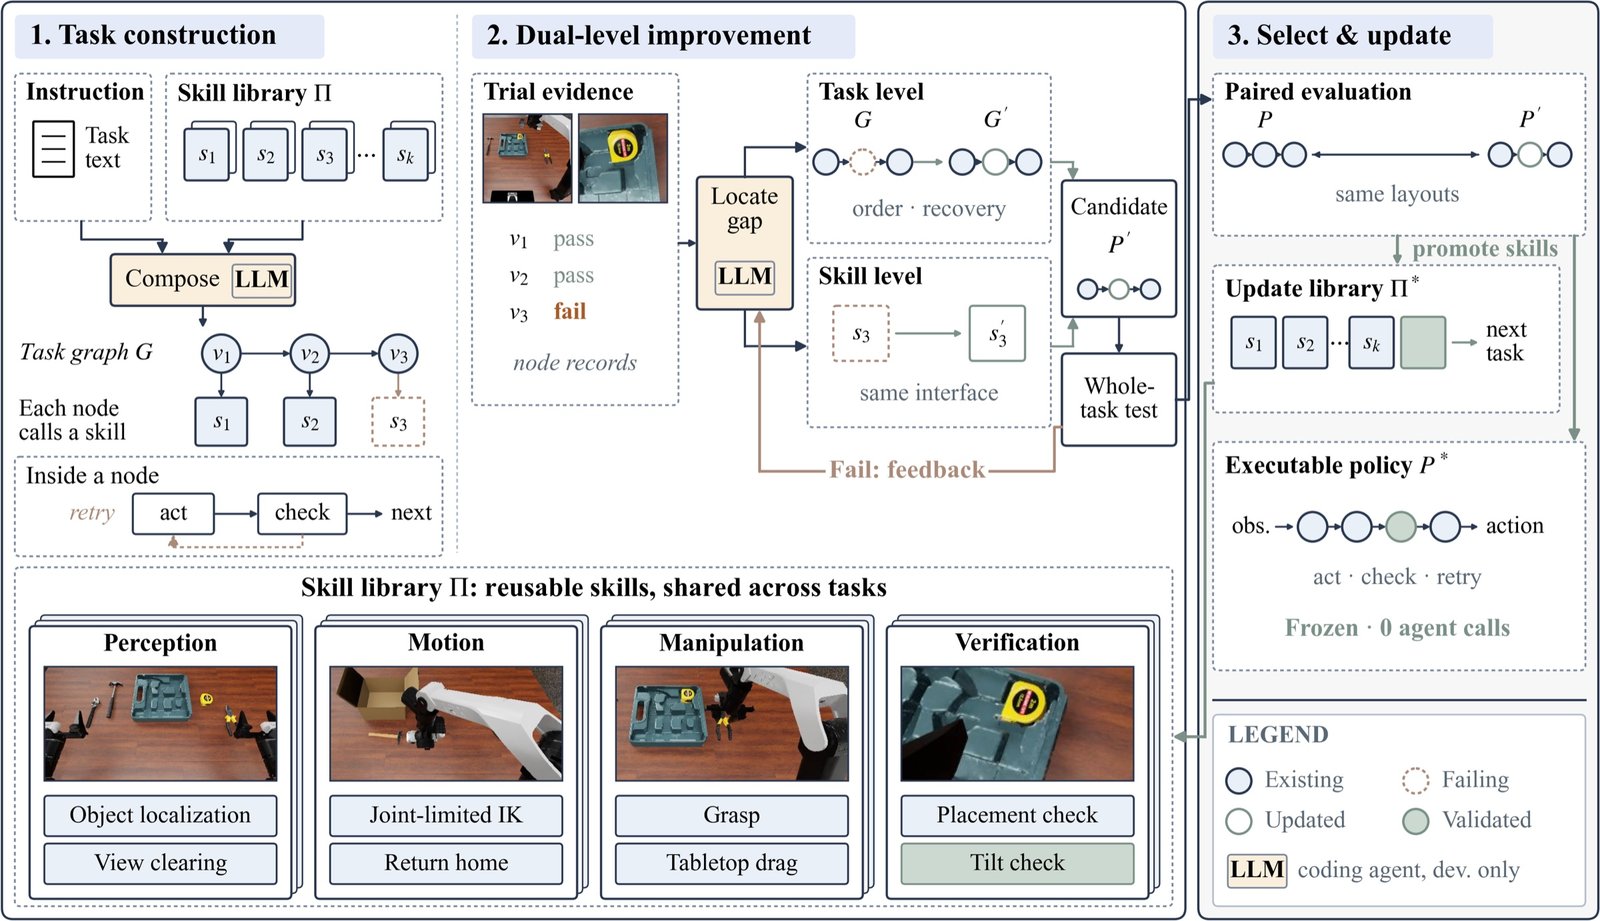 1. Task construction
Instruction
Task
text
Skill library Π
s1 s2 s3 ··· sk
Compose LLM
Task graph G
v1 v2 v3
Each node
calls a skill
s1 s2 s3
Inside a node
retry act check next
2. Dual-level improvement
Trial evidence
v1 pass
v2 pass
v3 fail
node records
Locate
gap
LLM
Task level
G G′
order · recovery
Skill level
s3 s′3
same interface
Candidate
P′
Whole-
task test
Fail: feedback
3. Select & update
Paired evaluation
P P′
same layouts
promote skills
Update library Π*
s1 s2 ··· sk
next
task
Executable policy P*
obs. action
act · check · retry
Frozen · 0 agent calls
Skill library Π: reusable skills, shared across tasks
Perception
Object localization
View clearing
Motion
Joint-limited IK
Return home
Manipulation
Grasp
Tabletop drag
Verification
Placement check
Tilt check
LEGEND
Existing Failing
Updated Validated
LLM coding agent, dev. only